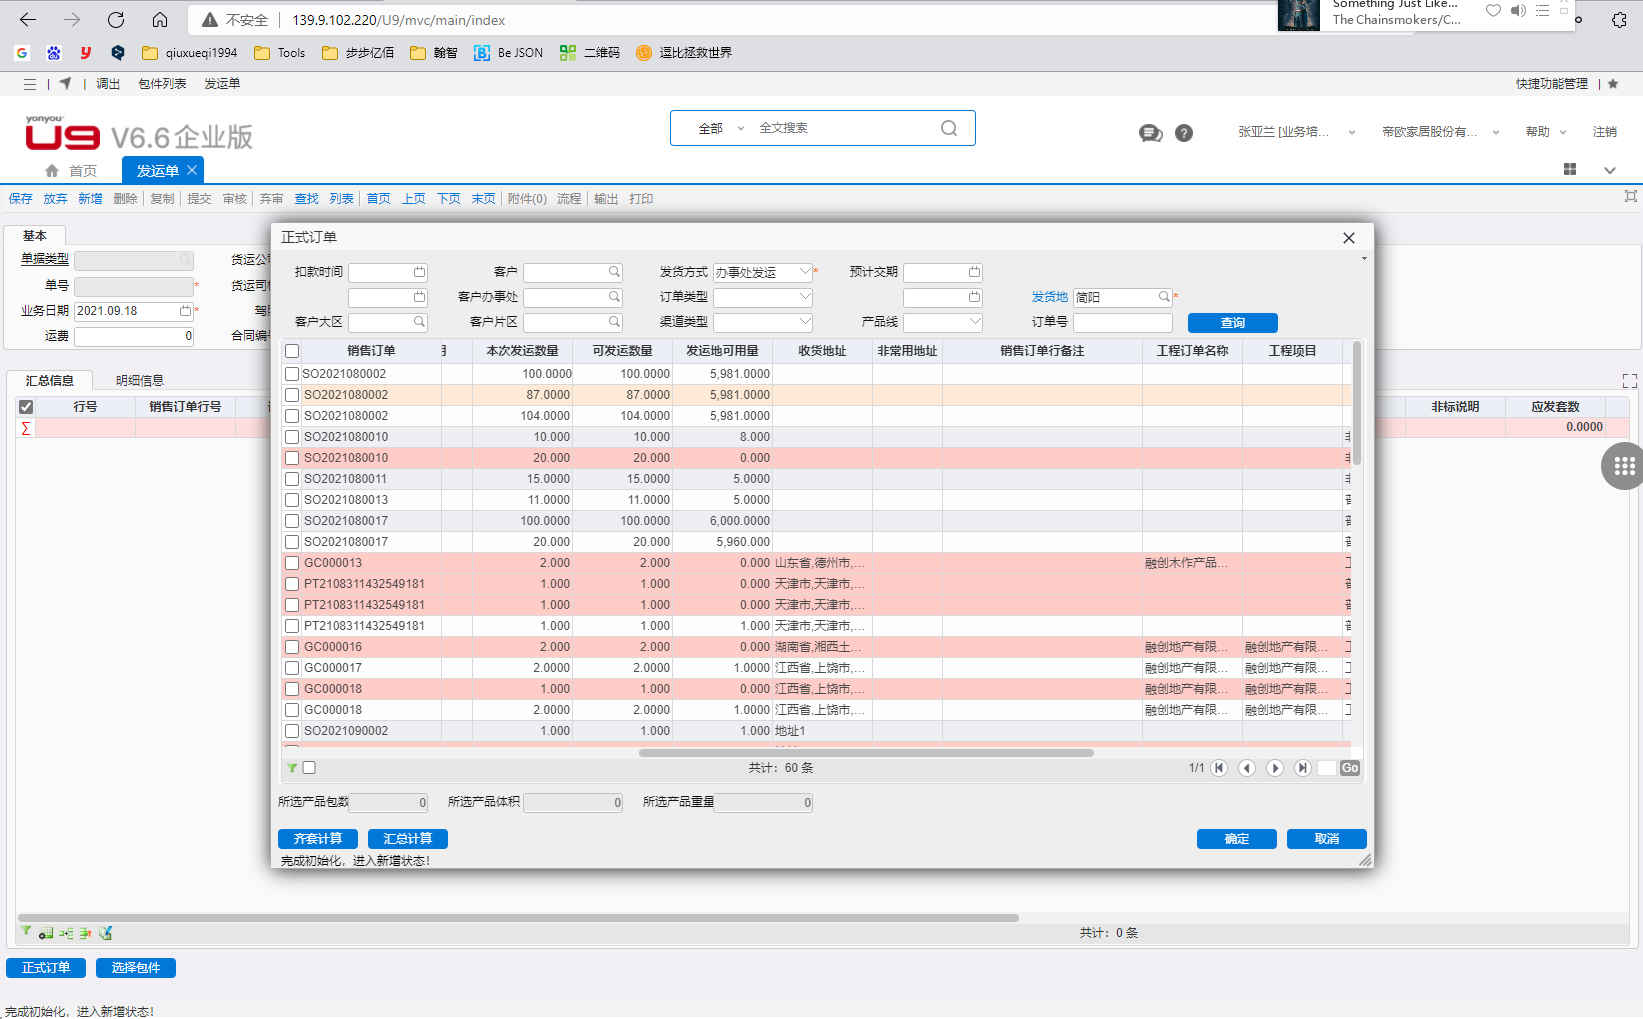 不安全 139.9.102.220/U9/mvc/main/index
Something Just Like...
The Chainsmokers/C...
qiuxueqi1994 Tools 步步亿佰 翰智 Be JSON 二维码 逗比拯救世界
调出 包件列表 发运单 快捷功能管理
yonyou
U9 V6.6企业版
全部 全文搜索
张亚兰 [业务培... 帝欧家居股份有... 帮助 注销
首页 发运单
保存 放弃 新增 删除 复制 提交 审核 弃审 查找 列表 首页 上页 下页 末页 附件(0) 流程 输出 打印
基本
单据类型 货运公
单号 * 货运司
业务日期 2021.09.18 * 驾
运费 0 合同编
汇总信息 明细信息
行号 销售订单行号 非标说明 应发套数
∑ 0.0000
正式订单
扣款时间 客户 发货方式 办事处发运 * 预计交期
客户办事处 订单类型 发货地 简阳 *
客户大区 客户片区 渠道类型 产品线 订单号 查询
销售订单 本次发运数量 可发运数量 发运地可用量 收货地址 非常用地址 销售订单行备注 工程订单名称 工程项目
SO2021080002 100.0000 100.0000 5,981.0000
SO2021080002 87.0000 87.0000 5,981.0000
SO2021080002 104.0000 104.0000 5,981.0000
SO2021080010 10.000 10.000 8.000
SO2021080010 20.000 20.000 0.000
SO2021080011 15.0000 15.0000 5.0000
SO2021080013 11.0000 11.0000 5.0000
SO2021080017 100.0000 100.0000 6,000.0000
SO2021080017 20.000 20.000 5,960.000
GC000013 2.000 2.000 0.000 山东省,德州市,... 融创木作产品...
PT2108311432549181 1.000 1.000 0.000 天津市,天津市,...
PT2108311432549181 1.000 1.000 0.000 天津市,天津市,...
PT2108311432549181 1.000 1.000 1.000 天津市,天津市,...
GC000016 2.000 2.000 0.000 湖南省,湘西土... 融创地产有限... 融创地产有限...
GC000017 2.0000 2.0000 1.0000 江西省,上饶市,... 融创地产有限... 融创地产有限...
GC000018 1.000 1.000 0.000 江西省,上饶市,... 融创地产有限... 融创地产有限...
GC000018 2.0000 2.0000 1.0000 江西省,上饶市,... 融创地产有限... 融创地产有限...
SO2021090002 1.000 1.000 1.000 地址1
共计：60 条 1/1 Go
所选产品包数 0 所选产品体积 0 所选产品重量 0
齐套计算 汇总计算 确定 取消
完成初始化，进入新增状态！
共计：0 条
正式订单 选择包件
完成初始化，进入新增状态！